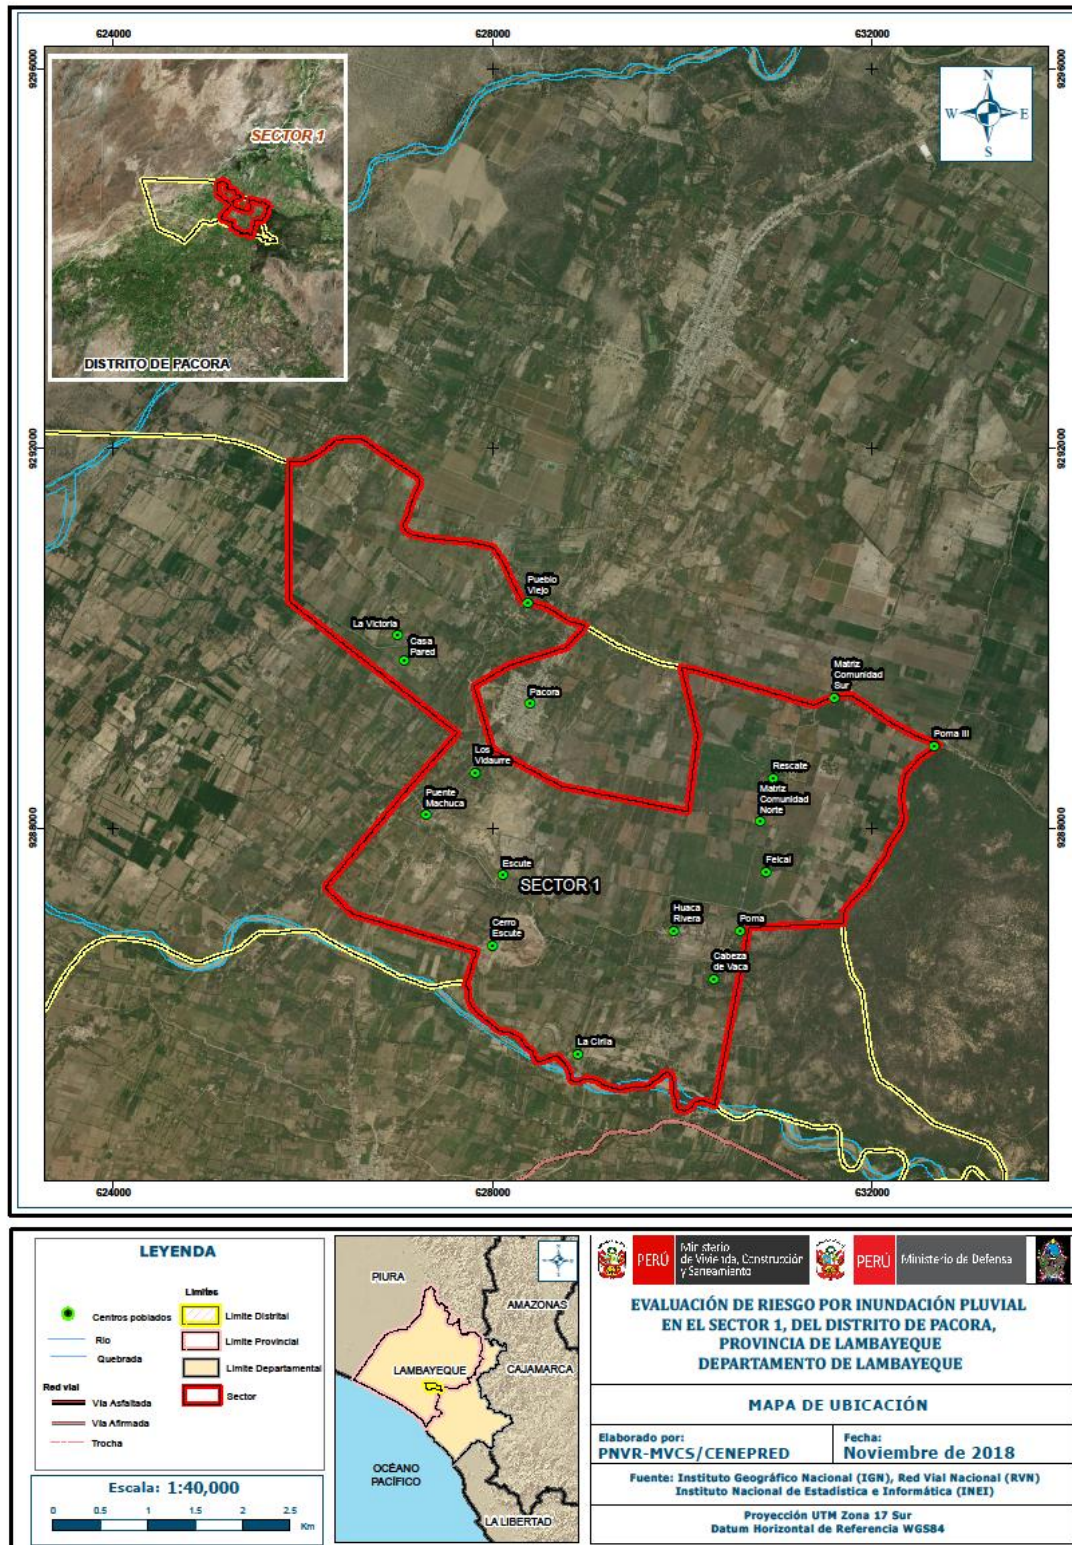 624000
628000
632000
9296000
9296000
SECTOR 1
DISTRITO DE PACORA
N
W
E
S
9292000
9292000
Pueblo
Viejo
La Victoria
Casa
Pared
Pacora
Matriz
Comunidad
Sur
Poma III
Los
Vidaurre
Rescate
Puente
Machuca
Matriz
Comunidad
Norte
9288000
9288000
Escute
Feical
SECTOR 1
Cerro
Escute
Huaca
Rivera
Poma
Cabeza
de Vaca
La Cirila
624000
628000
632000
LEYENDA
Centros poblados
Rio
Quebrada
Red vial
Via Asfaltada
Via Afirmada
Trocha
Limites
Limite Distrital
Limite Provincial
Limite Departamental
Sector
Escala: 1:40,000
0 0.5 1 1.5 2 2.5
Km
PIURA
AMAZONAS
LAMBAYEQUE
CAJAMARCA
OCÉANO
PACÍFICO
LA LIBERTAD
PERÚ
Ministerio
de Vivienda, Construcción
y Saneamiento
PERÚ
Ministerio de Defensa
EVALUACIÓN DE RIESGO POR INUNDACIÓN PLUVIAL
EN EL SECTOR 1, DEL DISTRITO DE PACORA,
PROVINCIA DE LAMBAYEQUE
DEPARTAMENTO DE LAMBAYEQUE
MAPA DE UBICACIÓN
Elaborado por:
PNVR-MVCS/CENEPRED
Fecha:
Noviembre de 2018
Fuente: Instituto Geográfico Nacional (IGN), Red Vial Nacional (RVN)
Instituto Nacional de Estadística e Informática (INEI)
Proyección UTM Zona 17 Sur
Datum Horizontal de Referencia WGS84